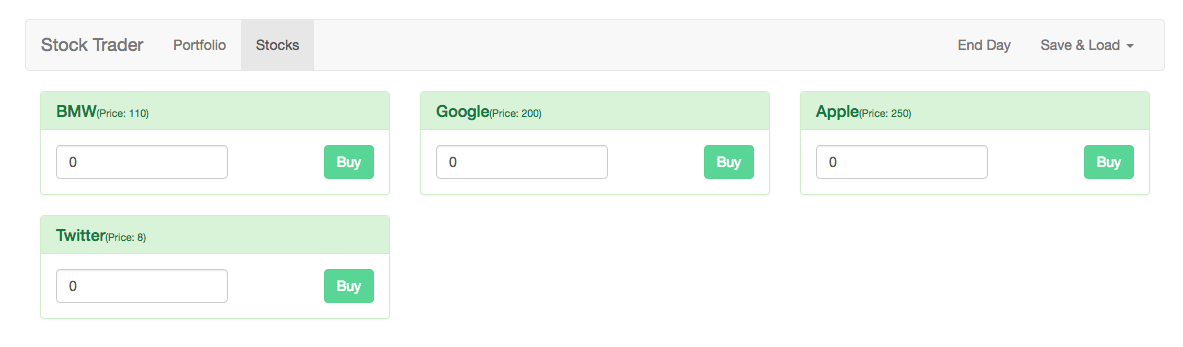 Stock Trader Portfolio Stocks End Day Save & Load
BMW(Price: 110) Google(Price: 200) Apple(Price: 250)
0 Buy 0 Buy 0 Buy
Twitter(Price: 8)
0 Buy